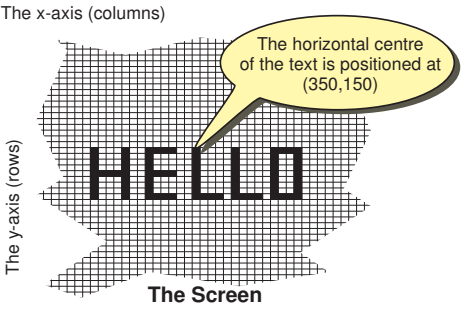 The x-axis (columns)
The horizontal centre
of the text is positioned at
(350,150)
The y-axis (rows)
HELLO
The Screen